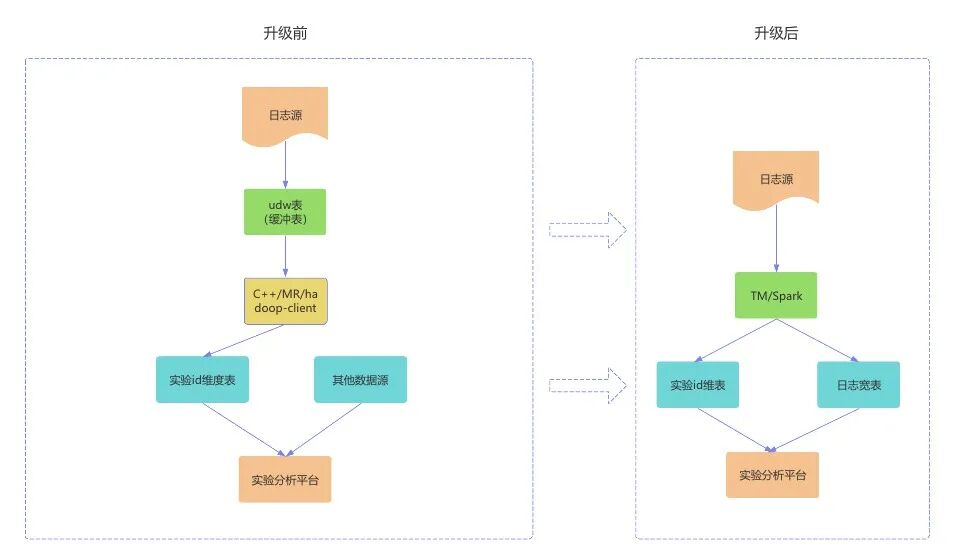 升级前
日志源
udw表
（缓冲表）
C++/MR/ha
doop-client
实验id维度表
其他数据源
实验分析平台
升级后
日志源
TM/Spark
实验id维表
日志宽表
实验分析平台